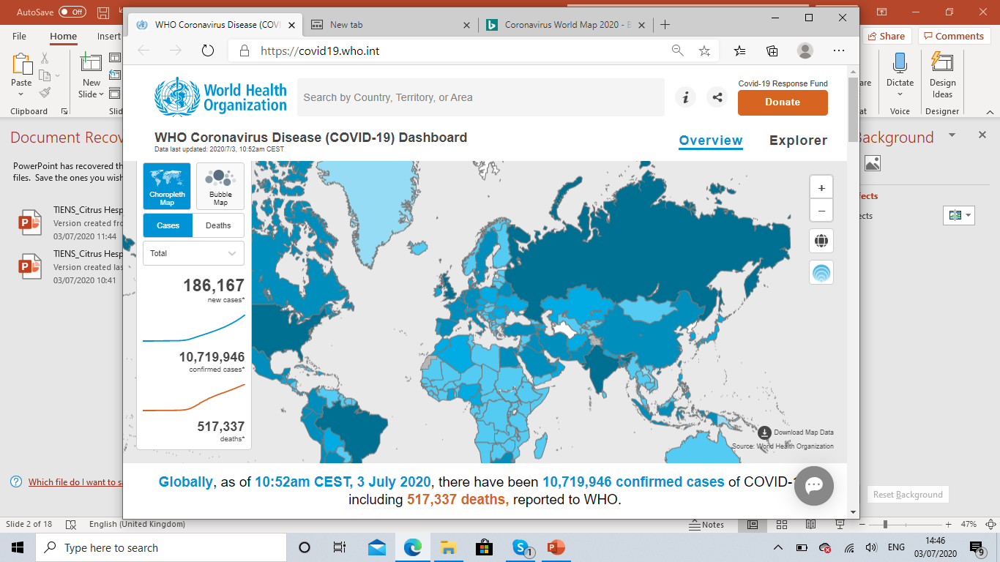 AutoSave Off
File Home Insert
Share Comments
Paste
New
Slide
Dictate
Design
Ideas
Clipboard
Voice
Designer
Document Recov
PowerPoint has recovered th
files. Save the ones you wish
TIENS_Citrus Hesp
Version created fro
03/07/2020 11:44
TIENS_Citrus Hesp
Version created las
03/07/2020 10:41
Which file do I want to sa
WHO Coronavirus Disease (COVI
New tab
Coronavirus World Map 2020 - B
https://covid19.who.int
World Health
Organization
Search by Country, Territory, or Area
Covid-19 Response Fund
Donate
WHO Coronavirus Disease (COVID-19) Dashboard
Data last updated: 2020/7/3, 10:52am CEST
Overview Explorer
Choropleth
Map
Bubble
Map
Cases Deaths
Total
186,167
new cases*
10,719,946
confirmed cases*
517,337
deaths*
Download Map Data
Source: World Health Organization
Globally, as of 10:52am CEST, 3 July 2020, there have been 10,719,946 confirmed cases of COVID-1
including 517,337 deaths, reported to WHO.
Background
fects
ects
Reset Background
Slide 2 of 18 English (United Kingdom)
Notes
47%
Type here to search
1
ENG
14:46
03/07/2020
9